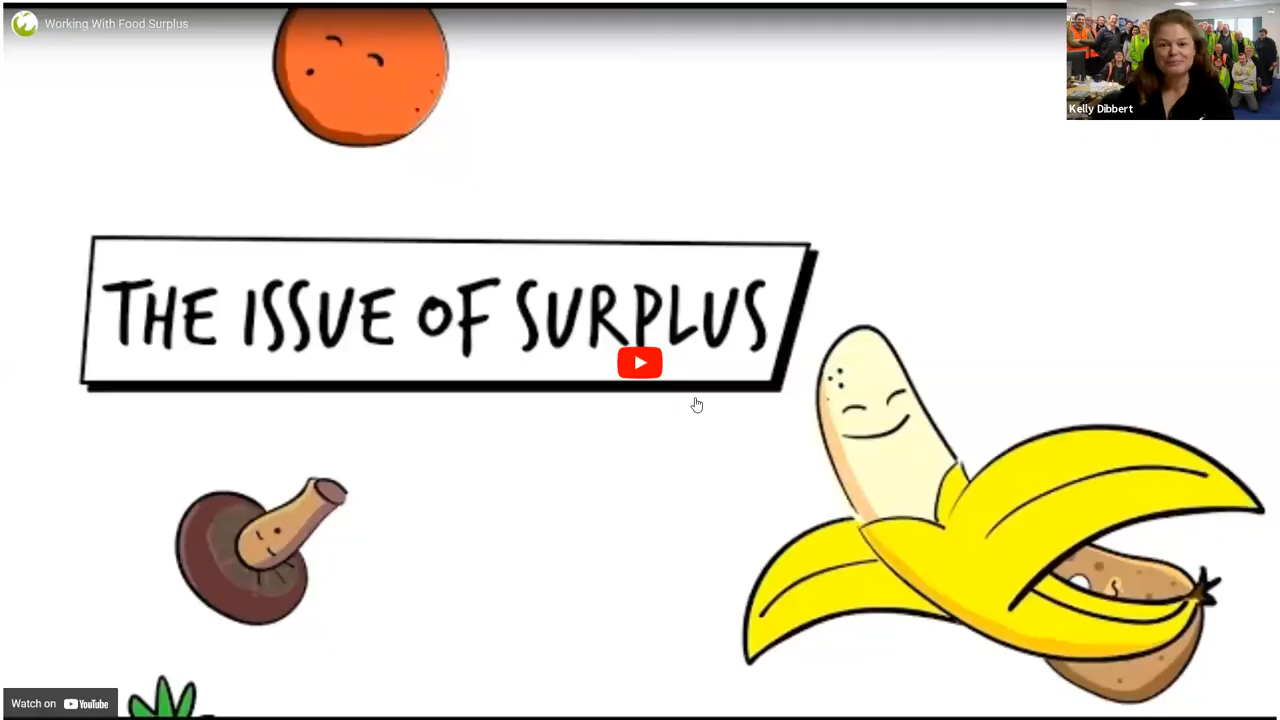 Working With Food Surplus
Kelly Dibbert
THE ISSUE OF SURPLUS
Watch on YouTube